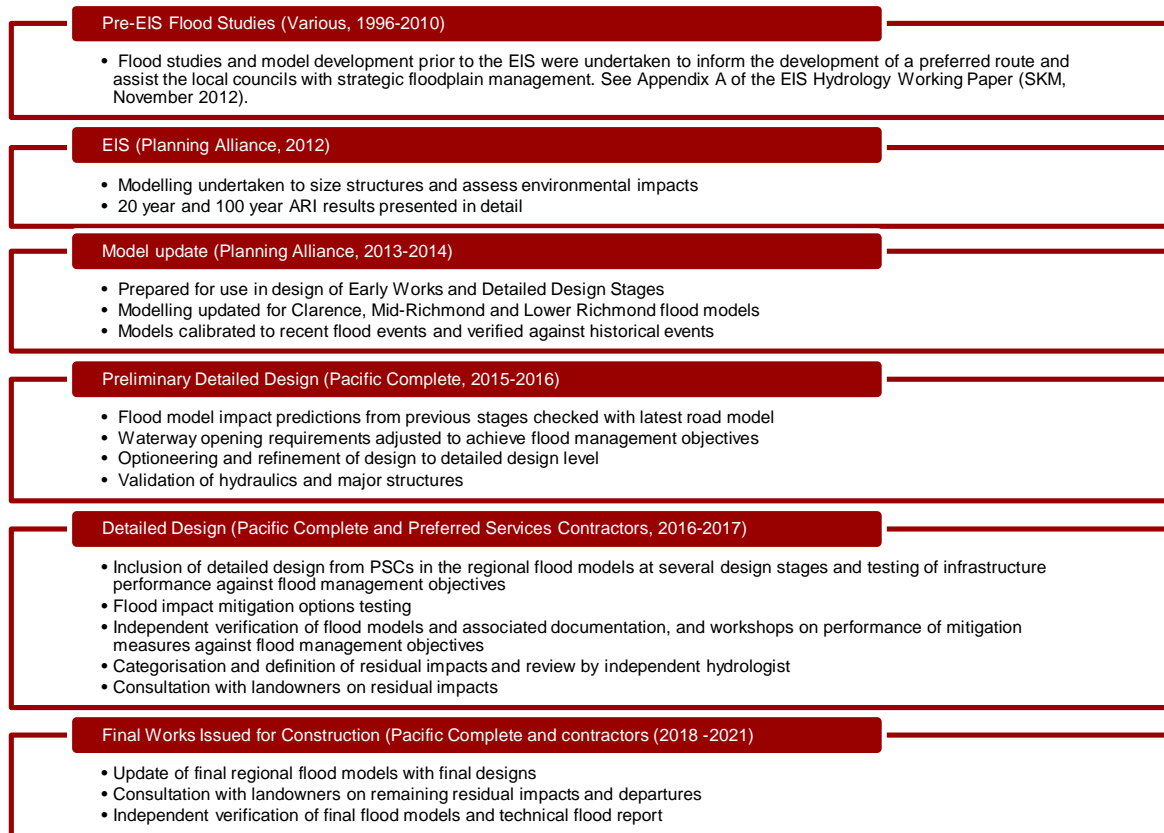 Pre-EIS Flood Studies (Various, 1996-2010)
• Flood studies and model development prior to the EIS were undertaken to inform the development of a preferred route and
assist the local councils with strategic floodplain management. See Appendix A of the EIS Hydrology Working Paper (SKM,
November 2012).
EIS (Planning Alliance, 2012)
• Modelling undertaken to size structures and assess environmental impacts
• 20 year and 100 year ARI results presented in detail
Model update (Planning Alliance, 2013-2014)
• Prepared for use in design of Early Works and Detailed Design Stages
• Modelling updated for Clarence, Mid-Richmond and Lower Richmond flood models
• Models calibrated to recent flood events and verified against historical events
Preliminary Detailed Design (Pacific Complete, 2015-2016)
• Flood model impact predictions from previous stages checked with latest road model
• Waterway opening requirements adjusted to achieve flood management objectives
• Optioneering and refinement of design to detailed design level
• Validation of hydraulics and major structures
Detailed Design (Pacific Complete and Preferred Services Contractors, 2016-2017)
• Inclusion of detailed design from PSCs in the regional flood models at several design stages and testing of infrastructure
performance against flood management objectives
• Flood impact mitigation options testing
• Independent verification of flood models and associated documentation, and workshops on performance of mitigation
measures against flood management objectives
• Categorisation and definition of residual impacts and review by independent hydrologist
• Consultation with landowners on residual impacts
Final Works Issued for Construction (Pacific Complete and contractors (2018 -2021)
• Update of final regional flood models with final designs
• Consultation with landowners on remaining residual impacts and departures
• Independent verification of final flood models and technical flood report